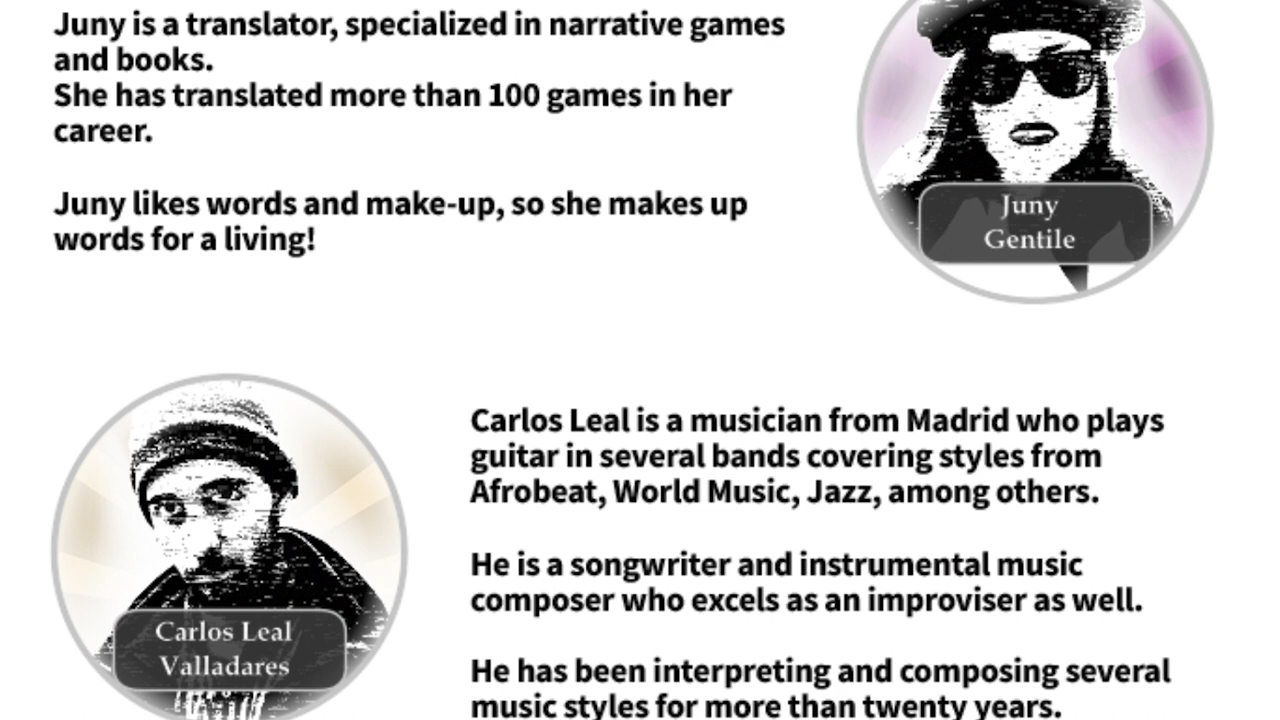 Juny is a translator, specialized in narrative games
and books.
She has translated more than 100 games in her
career.
Juny likes words and make-up, so she makes up
words for a living!
Juny
Gentile
Carlos Leal
Valladares
Carlos Leal is a musician from Madrid who plays
guitar in several bands covering styles from
Afrobeat, World Music, Jazz, among others.
He is a songwriter and instrumental music
composer who excels as an improviser as well.
He has been interpreting and composing several
music styles for more than twenty years.